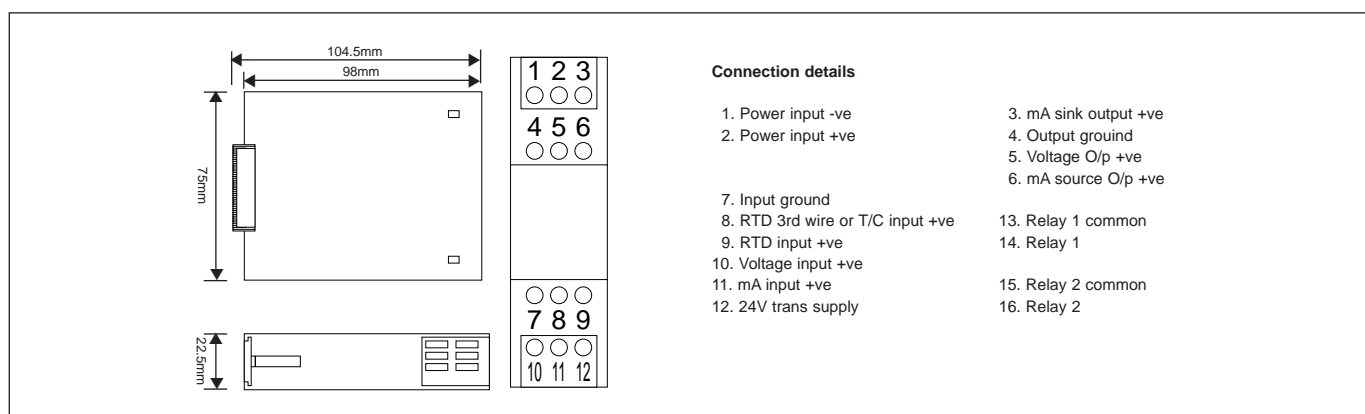 104.5mm
98mm
75mm
22.5mm
1 2 3
4 5 6
7 8 9
10 11 12
Connection details
1. Power input -ve
2. Power input +ve
7. Input ground
8. RTD 3rd wire or T/C input +ve
9. RTD input +ve
10. Voltage input +ve
11. mA input +ve
12. 24V trans supply
3. mA sink output +ve
4. Output grouind
5. Voltage O/p +ve
6. mA source O/p +ve
13. Relay 1 common
14. Relay 1
15. Relay 2 common
16. Relay 2